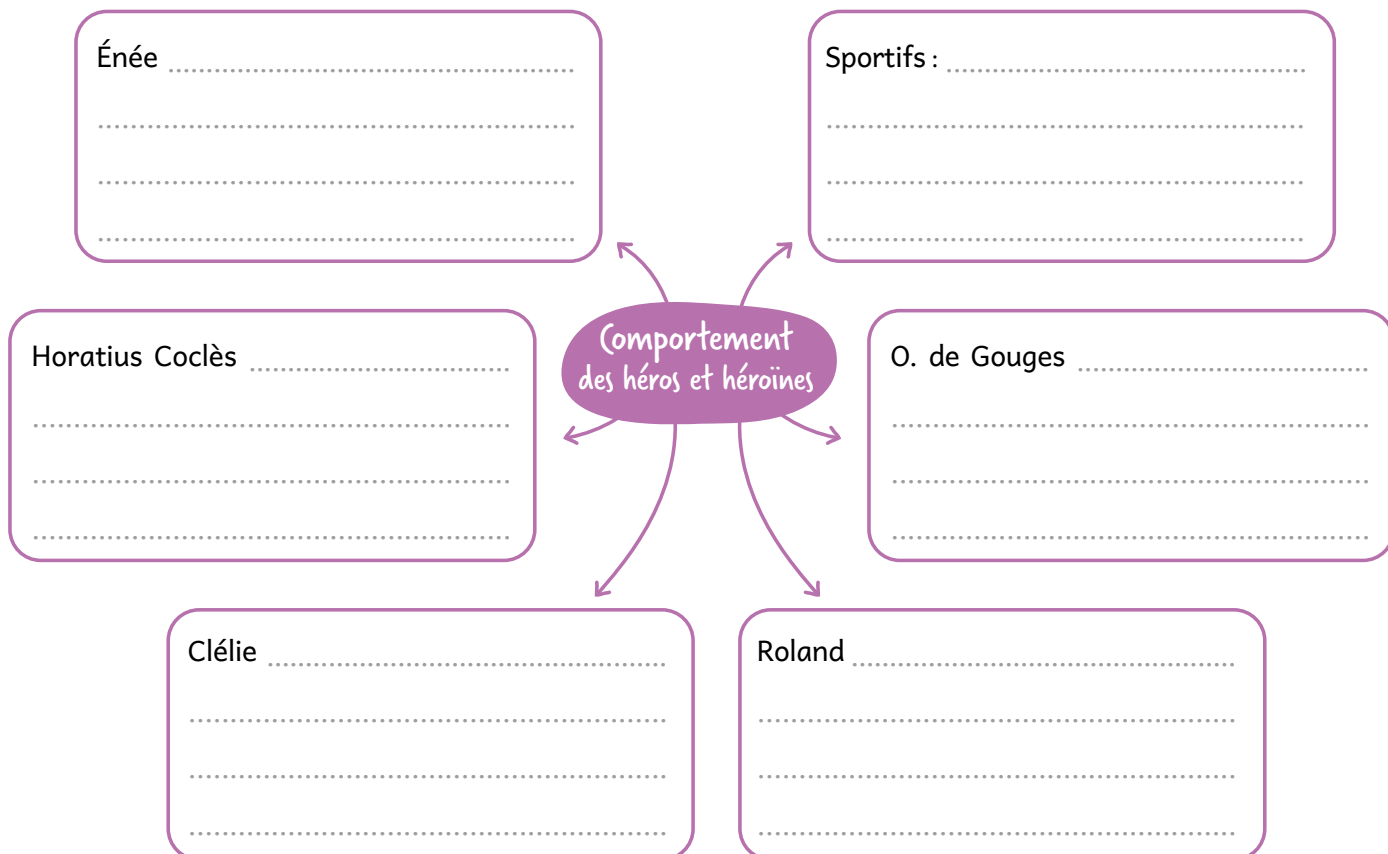 Énée
Sportifs :
Comportement
des héros et héroïnes
Horatius Coclès
O. de Gouges
Clélie
Roland